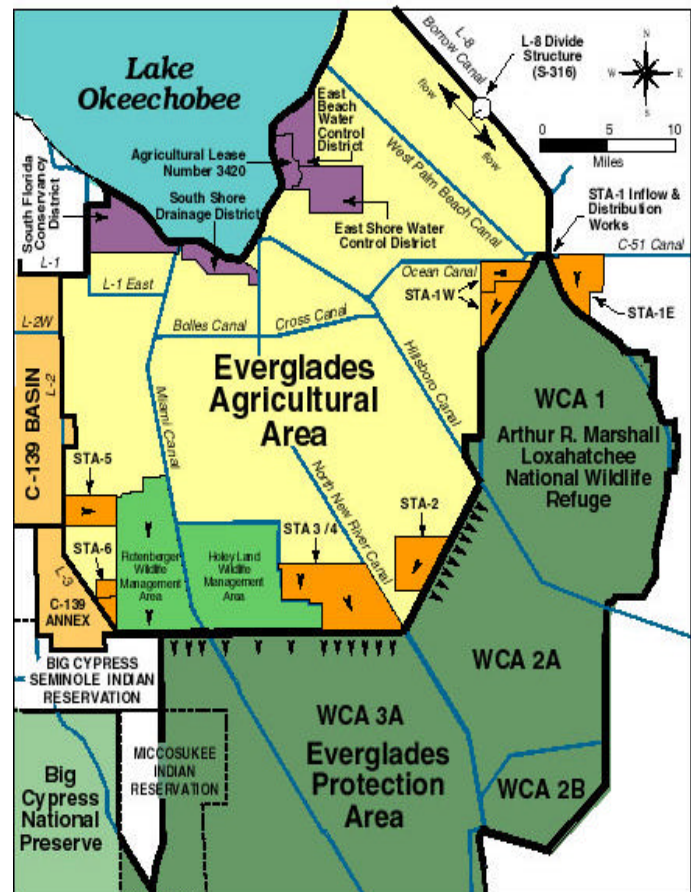 Lake
Okeechobee
L-8
Borrow Canal
L-8 Divide
Structure
(S-316)
N
W
E
S
flow
flow
0 5 10
Miles
East
Beach
Water
Control
District
Agricultural Lease
Number 3420
South Shore
Drainage District
East Shore Water
Control District
West Palm Beach Canal
South Florida
Conservancy
District
STA-1 Inflow &
Distribution
Works
C-51 Canal
L-1
L-1 East
Ocean Canal
STA-1W
STA-1E
L-2W
Bolles Canal
Cross Canal
L-2
C-139 BASIN
Everglades
Agricultural
Area
Miami Canal
Hillsboro Canal
WCA 1
Arthur R. Marshall
Loxahatchee
National Wildlife
Refuge
STA-5
North New River Canal
STA-2
STA 3/4
STA-6
Rotenberger
Wildlife
Management
Area
Holey Land
Wildlife
Management
Area
L-3
C-139
ANNEX
BIG CYPRESS
SEMINOLE INDIAN
RESERVATION
WCA 2A
WCA 3A
MICCOSUKEE
INDIAN
RESERVATION
Everglades
Protection
Area
WCA 2B
Big
Cypress
National
Preserve